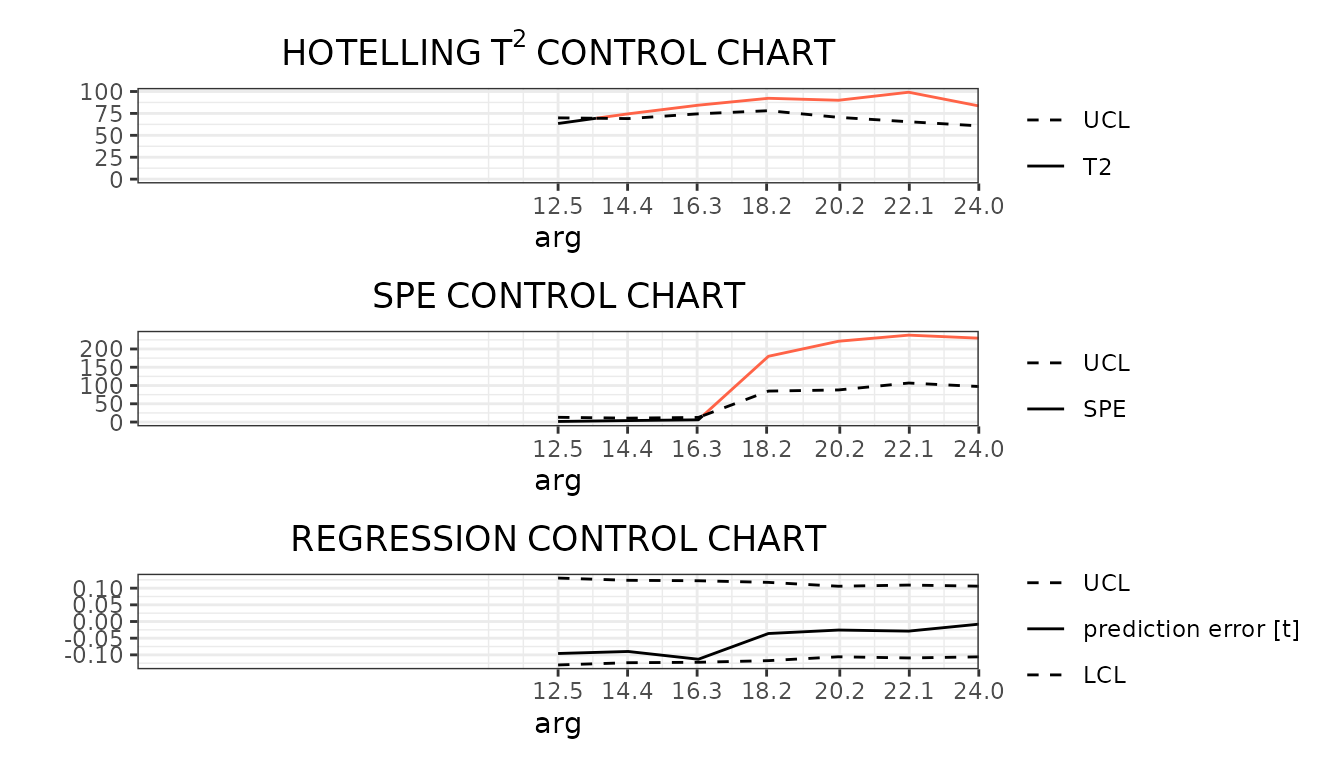 HOTELLING T² CONTROL CHART
100
75
50
25
0
12.5 14.4 16.3 18.2 20.2 22.1 24.0
arg
UCL
T2
SPE CONTROL CHART
200
150
100
50
0
12.5 14.4 16.3 18.2 20.2 22.1 24.0
arg
UCL
SPE
REGRESSION CONTROL CHART
0.10
0.05
0.00
-0.05
-0.10
12.5 14.4 16.3 18.2 20.2 22.1 24.0
arg
UCL
prediction error [t]
LCL